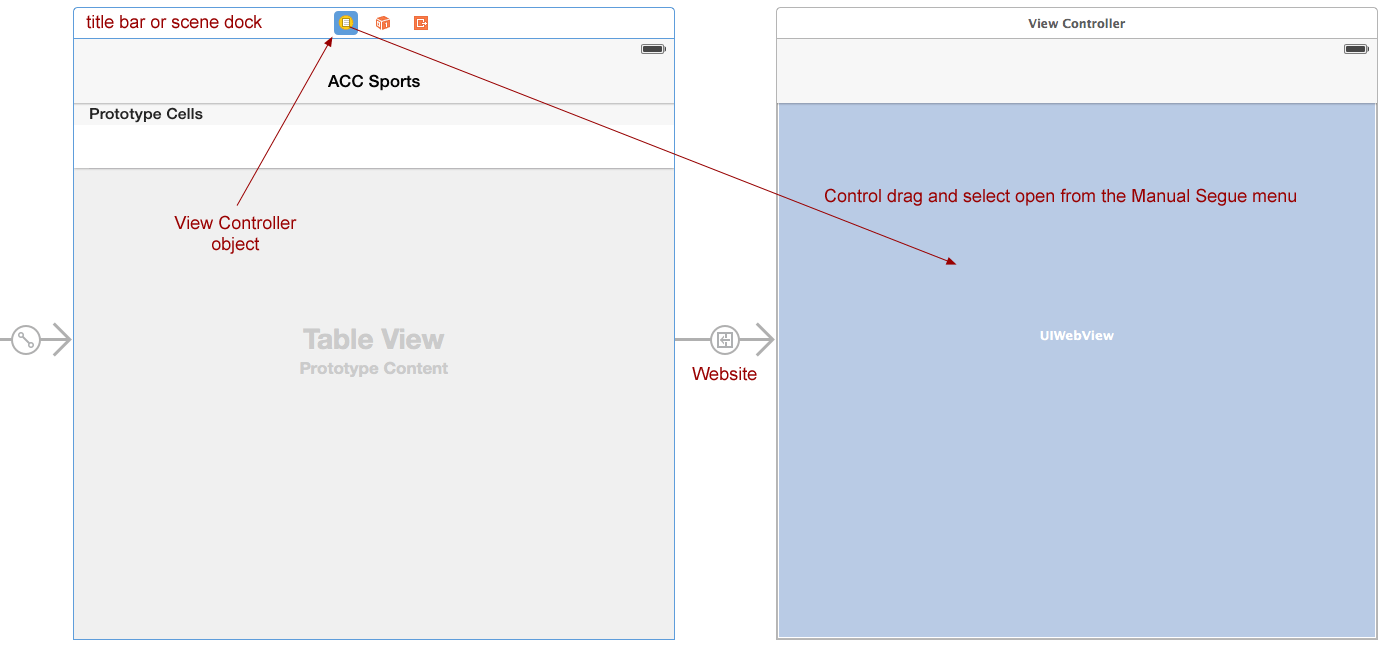 title bar or scene dock
View Controller
ACC Sports
Prototype Cells
Control drag and select open from the Manual Segue menu
View Controller
object
Table View
Prototype Content
UIWebView
Website